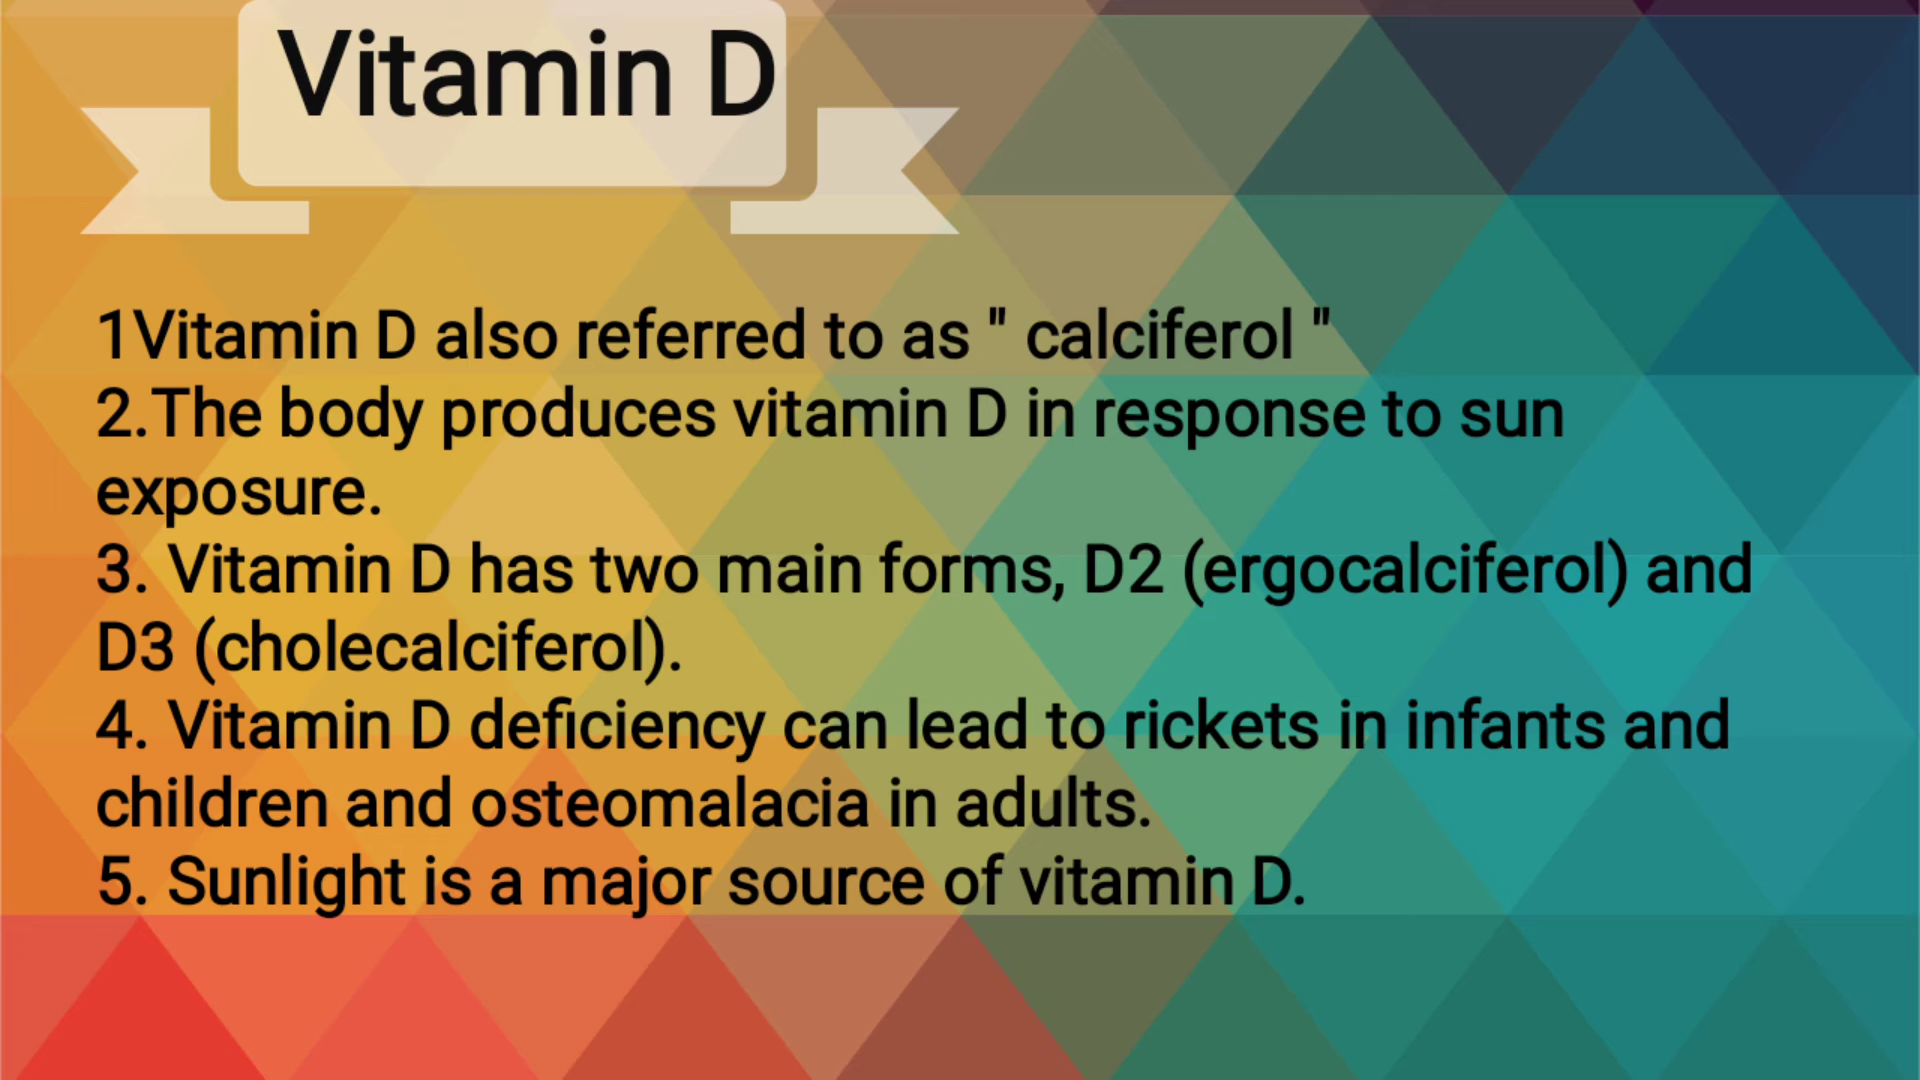 Vitamin D
1Vitamin D also referred to as " calciferol "
2.The body produces vitamin D in response to sun
exposure.
3. Vitamin D has two main forms, D2 (ergocalciferol) and
D3 (cholecalciferol).
4. Vitamin D deficiency can lead to rickets in infants and
children and osteomalacia in adults.
5. Sunlight is a major source of vitamin D.